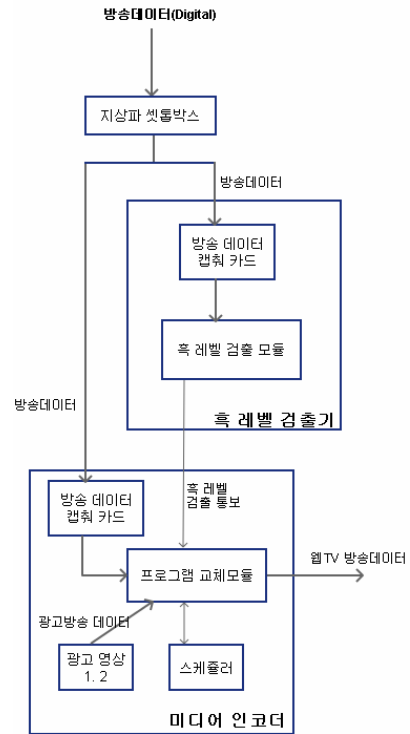 방송데이터(Digital)
지상파 셋톱박스
방송데이터
방송 데이터
캡춰 카드
흑 레벨 검출 모듈
흑 레벨 검출기
방송데이터
흑 레벨
검출 통보
방송 데이터
캡춰 카드
프로그램 교체모듈
웹TV 방송데이터
광고방송 데이터
광고 영상
1. 2
스케쥴러
미디어 인코더